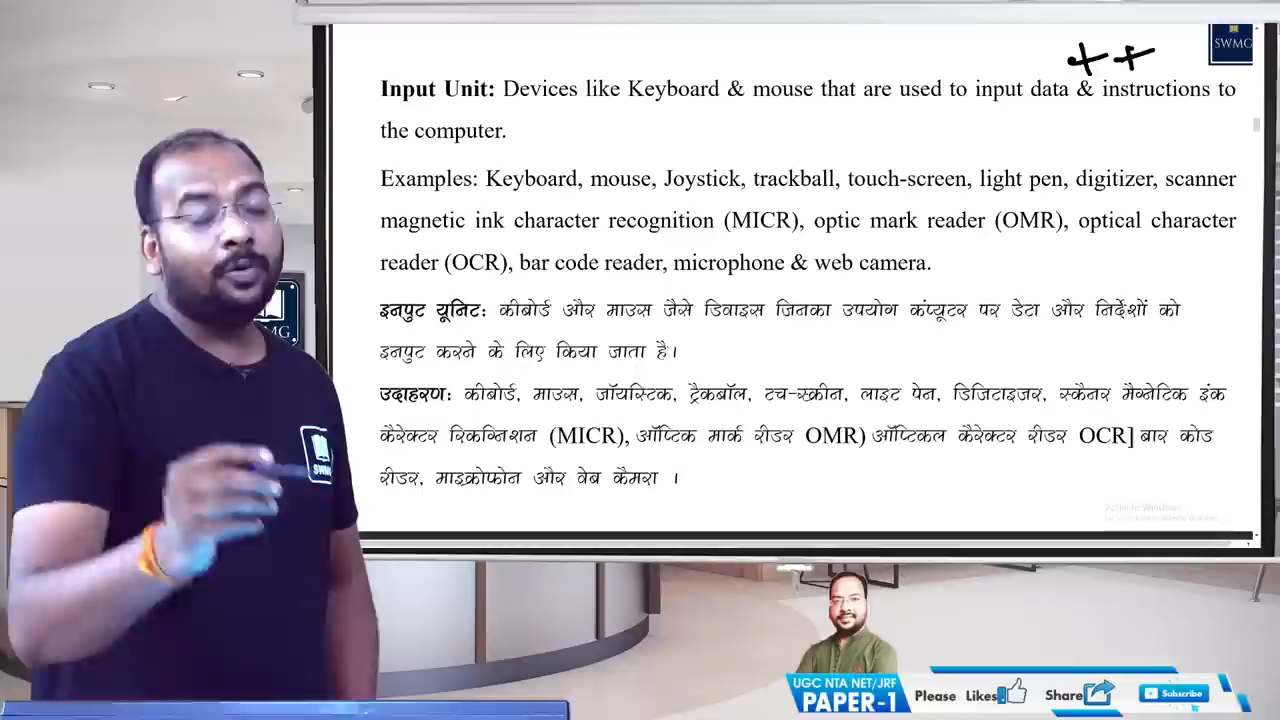 ++
SWMG
Input Unit: Devices like Keyboard & mouse that are used to input data & instructions to
the computer.
Examples: Keyboard, mouse, Joystick, trackball, touch-screen, light pen, digitizer, scanner
magnetic ink character recognition (MICR), optic mark reader (OMR), optical character
reader (OCR), bar code reader, microphone & web camera.
इनपुट यूनिट: कीबोर्ड और माउस जैसे डिवाइस जिनका उपयोग कंप्यूटर पर डेटा और निर्देशों को
इनपुट करने के लिए किया जाता है।
उदाहरण: कीबोर्ड, माउस, जॉयस्टिक, ट्रैकबॉल, टच-स्क्रीन, लाइट पेन, डिजिटाइजर, स्कैनर मैग्नेटिक इंक
कैरेक्टर रिकग्निशन (MICR), ऑप्टिक मार्क रीडर OMR) ऑप्टिकल कैरेक्टर रीडर OCR] बार कोड
रीडर, माइक्रोफोन और वेब कैमरा ।
Activate Windows
SWMG
UGC NTA NET/JRF
PAPER-1
Please Likes
Share
Subscribe